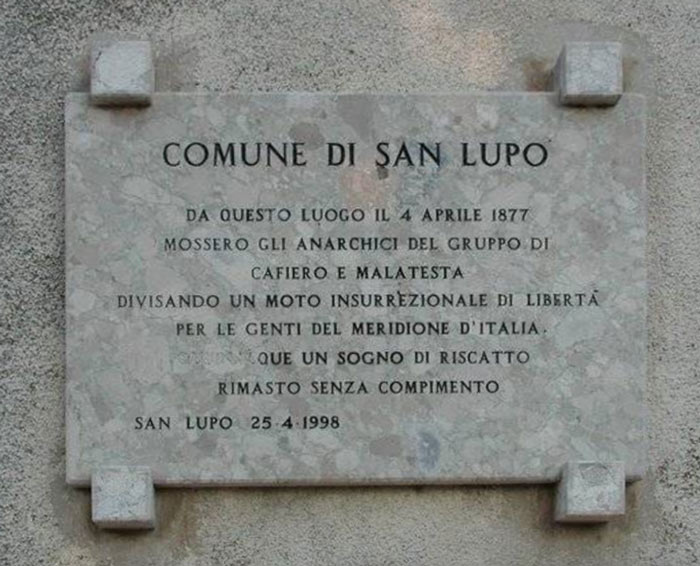 COMUNE DI SAN LUPO
DA QUESTO LUOGO IL 4 APRILE 1877
MOSSERO GLI ANARCHICI DEL GRUPPO DI
CAFIERO E MALATESTA
DIVISANDO UN MOTO INSURREZIONALE DI LIBERTÀ
PER LE GENTI DEL MERIDIONE D'ITALIA.
UN SOGNO DI RISCATTO
RIMASTO SENZA COMPIMENTO
SAN LUPO 25·4·1998